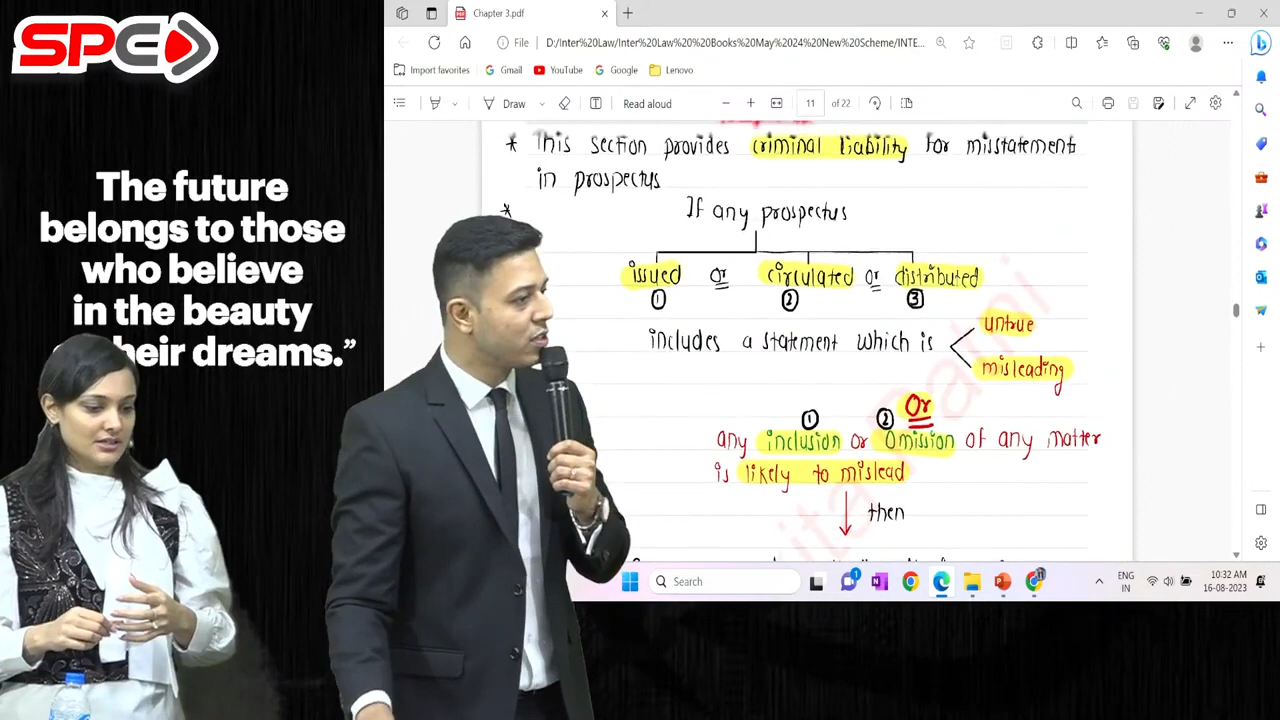 SPC
The future
belongs to those
who believe
in the beauty
heir dreams.”
Chapter 3.pdf
File
D:/Inter%20Law/Inter%20Law%20%20Books%20May%2024%20New%20Scheme/INTE...
Import favorites
Gmail
YouTube
Google
Lenovo
Draw
Read aloud
11
of 22
* This section provides criminal liability for misstatements
in prospectus
*
If any prospectus
issued or circulated or distributed
① ② ③
includes a statement which is
untrue
misleading
Or
① ②
any inclusion or omission of any matter
is likely to mislead
then
Search
ENG
IN
10:32 AM
16-08-2023